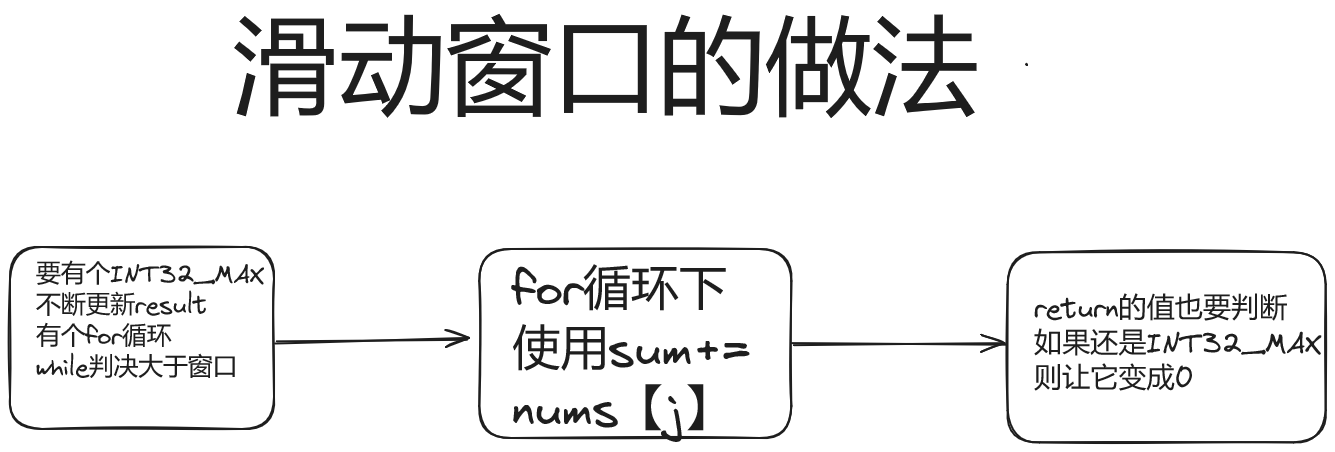 滑动窗口的做法
要有个INT32_MAX
不断更新result
有个for循环
while判决大于窗口
for循环下
使用sum+=
nums【j】
return的值也要判断
如果还是INT32_MAX
则让它变成0